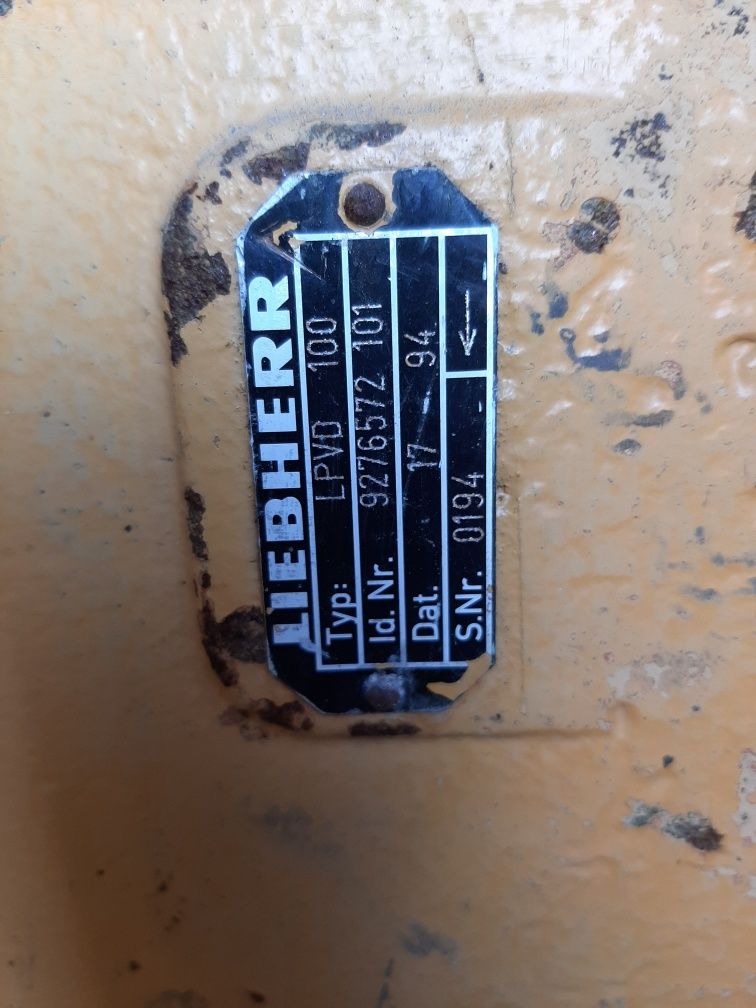 LIEBHERR
Typ: LPVD 100
Id. Nr. 9276572 101
Dat. 17 94
S.Nr. 0194 - ←